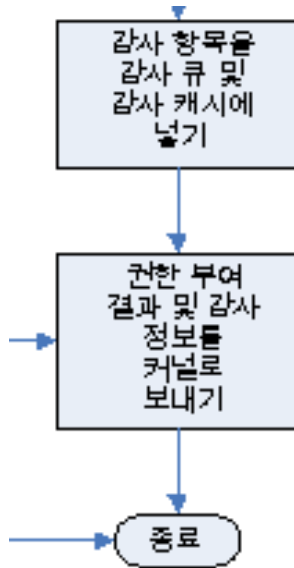 감사 항목을
감사 큐 및
감사 캐시에
넣기
권한 부여
결과 및 감사
정보를
커널로
보내기
종료